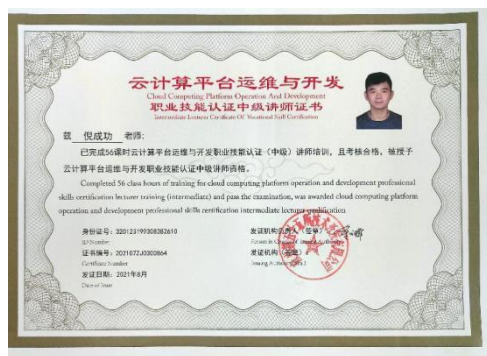 云计算平台运维与开发
Cloud Computing Platform Operation And Development
职业技能认证中级讲师证书
Intermediate Lecturer Certificate Of Vocational Skill Certification
兹 倪成功 老师:
已完成56课时云计算平台运维与开发职业技能认证（中级）讲师培训，且考核合格，被授予
云计算平台运维与开发职业技能认证中级讲师资格。
Completed 56 class hours of training for cloud computing platform operation and development professional
skills certification lecturer training (intermediate) and pass the examination, was awarded cloud computing platform
operation and development professional skills certification intermediate lecturer qualification
身份证号: 320123199308382610
ID Number
发证机构负责人（签章）
证书编号: 2021072J0300864
Certificate Number
发证机构（签章）
Issuing Authority
发证日期: 2021年8月
Date of Issue